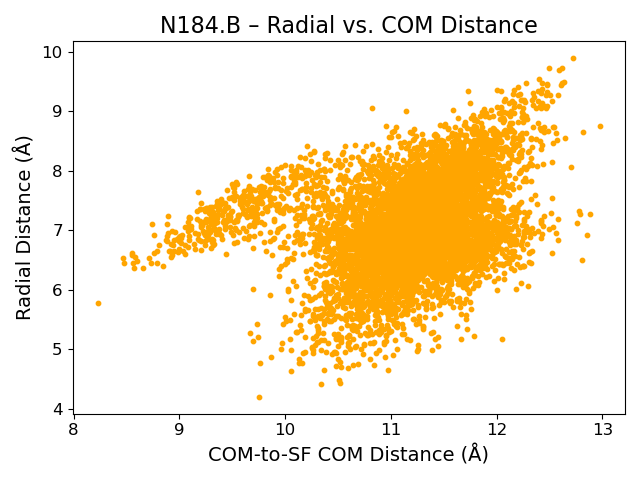 N184.B – Radial vs. COM Distance
Radial Distance (Å)
10
9
8
7
6
5
4
8 9 10 11 12 13
COM-to-SF COM Distance (Å)